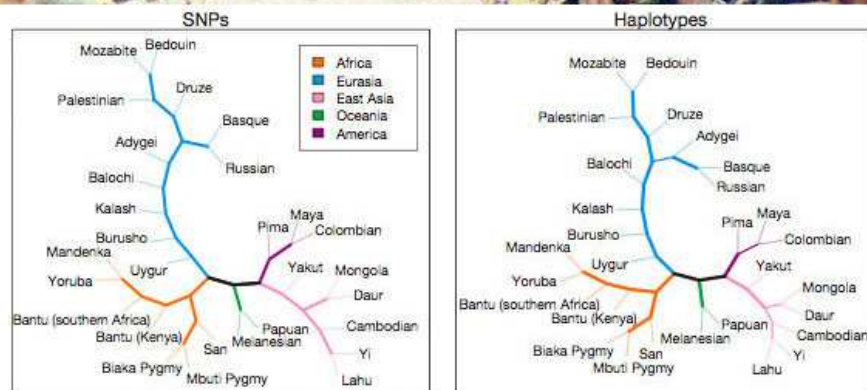 SNPs
Mozabite
Bedouin
Palestinian
Druze
Basque
Adygei
Russian
Balochi
Kalash
Burusho
Uygur
Mandenka
Yoruba
Bantu (southern Africa)
Bantu (Kenya)
Biaka Pygmy
Mbuti Pygmy
San
Melanesian
Papuan
Pima
Maya
Colombian
Yakut
Mongola
Daur
Cambodian
Yi
Lahu
Africa
Eurasia
East Asia
Oceania
America
Haplotypes
Mozabite
Bedouin
Palestinian
Druze
Adygei
Basque
Russian
Balochi
Kalash
Burusho
Uygur
Mandenka
Yoruba
Bantu (southern Africa)
Bantu (Kenya)
Biaka Pygmy
San
Mbuti Pygmy
Melanesian
Papuan
Pima
Maya
Colombian
Yakut
Mongola
Daur
Cambodian
Yi
Lahu